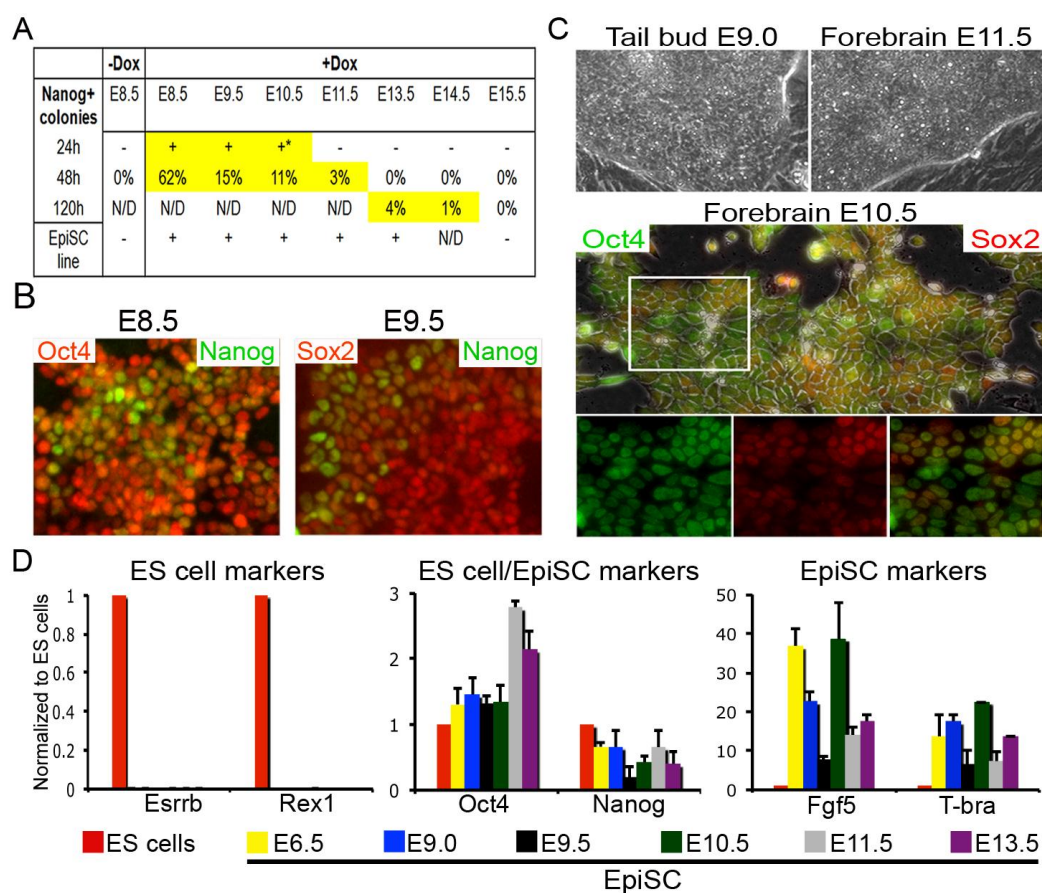 A
-Dox +Dox
Nanog+ colonies E8.5 E8.5 E9.5 E10.5 E11.5 E13.5 E14.5 E15.5
24h - + + +* - - - -
48h 0% 62% 15% 11% 3% 0% 0% 0%
120h N/D N/D N/D N/D N/D 4% 1% 0%
EpiSC line - + + + + + N/D -
B
E8.5
Oct4 Nanog
E9.5
Sox2 Nanog
C
Tail bud E9.0 Forebrain E11.5
Forebrain E10.5
Oct4 Sox2
D
ES cell markers
Normalized to ES cells
1
0.8
0.6
0.4
0.2
0
Esrrb Rex1
ES cell/EpiSC markers
3
2
1
0
Oct4 Nanog
EpiSC markers
50
40
30
20
10
0
Fgf5 T-bra
ES cells E6.5 E9.0 E9.5 E10.5 E11.5 E13.5
EpiSC